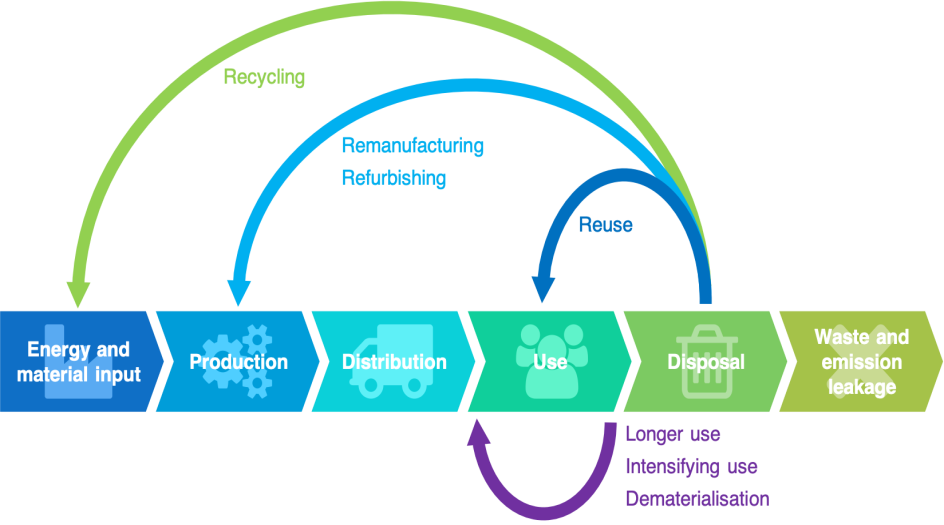 Recycling
Remanufacturing
Refurbishing
Reuse
Energy and
material input
Production
Distribution
Use
Disposal
Waste and
emission
leakage
Longer use
Intensifying use
Dematerialisation